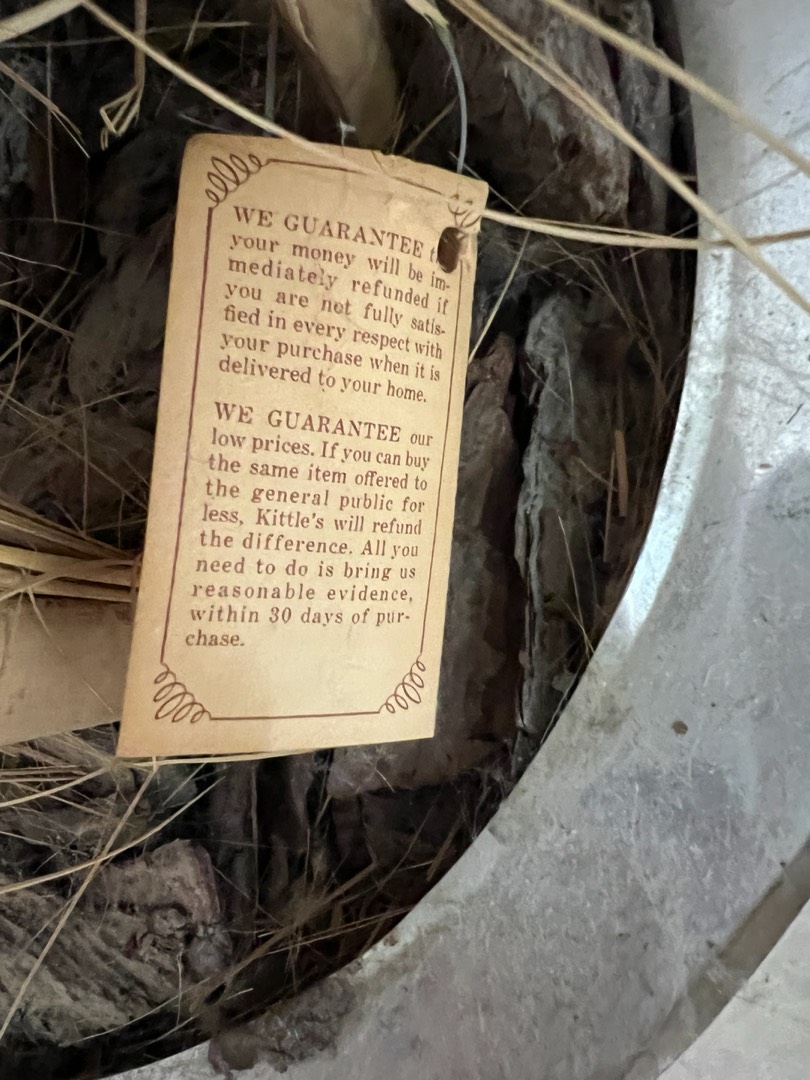 WE GUARANTEE
your money will be im-
mediately refunded if
you are not fully satis-
fied in every respect with
your purchase when it is
delivered to your home.
WE GUARANTEE our
low prices. If you can buy
the same item offered to
the general public for
less, Kittle's will refund
the difference. All you
need to do is bring us
reasonable evidence,
within 30 days of pur-
chase.